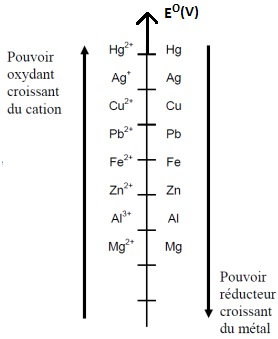 E⁰(V)
Pouvoir
oxydant
croissant
du cation
Hg²⁺ Hg
Ag⁺ Ag
Cu²⁺ Cu
Pb²⁺ Pb
Fe²⁺ Fe
Zn²⁺ Zn
Al³⁺ Al
Mg²⁺ Mg
Pouvoir
réducteur
croissant
du métal